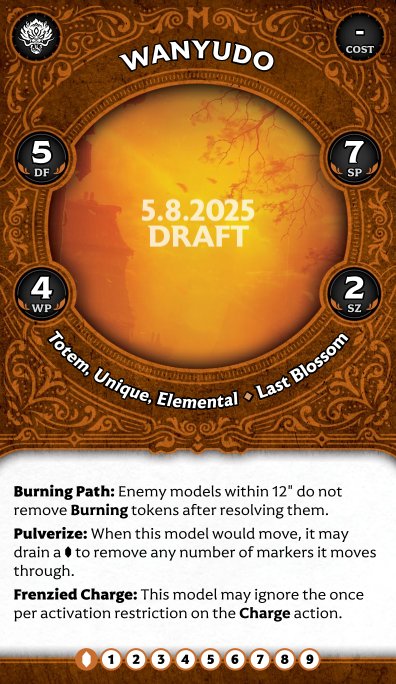 WANYUDO
-
COST
5
DF
7
SP
5.8.2025
DRAFT
4
WP
2
SZ
Totem, Unique, Elemental ◆ Last Blossom
Burning Path: Enemy models within 12" do not
remove Burning tokens after resolving them.
Pulverize: When this model would move, it may
drain a ⬮ to remove any number of markers it moves
through.
Frenzied Charge: This model may ignore the once
per activation restriction on the Charge action.
1 2 3 4 5 6 7 8 9